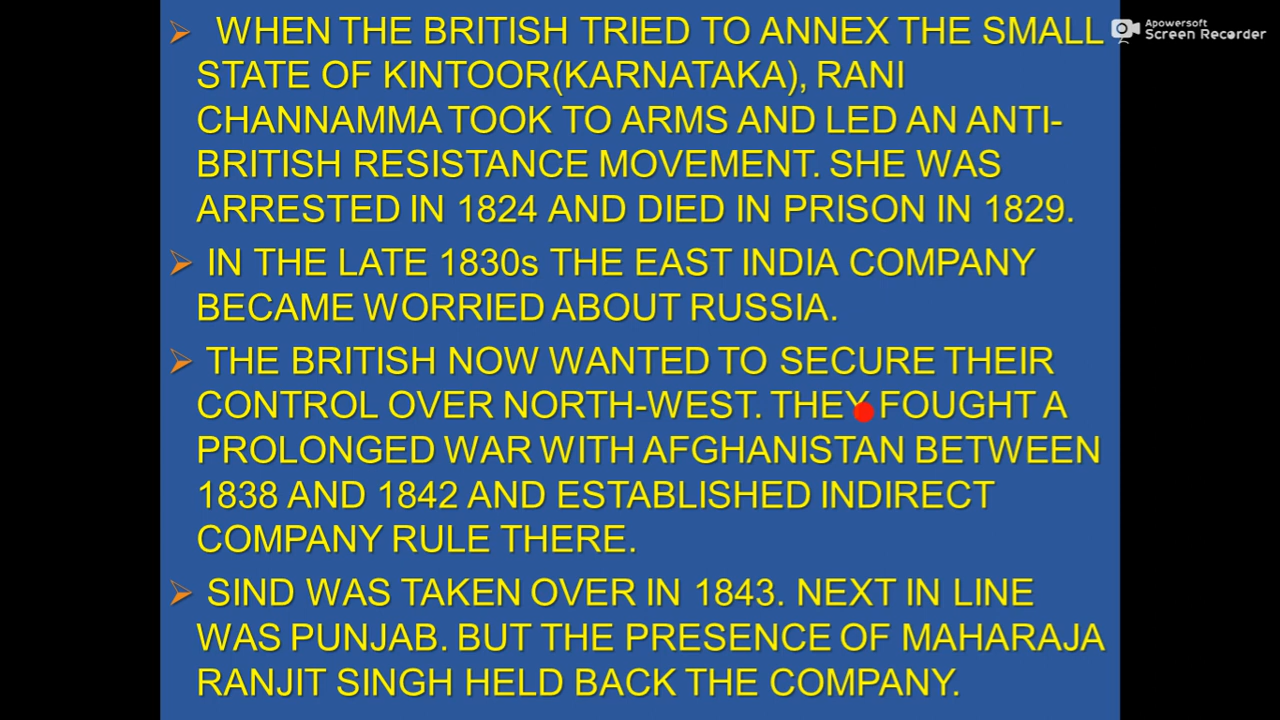 WHEN THE BRITISH TRIED TO ANNEX THE SMALL
STATE OF KINTOOR(KARNATAKA), RANI
CHANNAMMA TOOK TO ARMS AND LED AN ANTI-
BRITISH RESISTANCE MOVEMENT. SHE WAS
ARRESTED IN 1824 AND DIED IN PRISON IN 1829.
IN THE LATE 1830s THE EAST INDIA COMPANY
BECAME WORRIED ABOUT RUSSIA.
THE BRITISH NOW WANTED TO SECURE THEIR
CONTROL OVER NORTH-WEST. THEY FOUGHT A
PROLONGED WAR WITH AFGHANISTAN BETWEEN
1838 AND 1842 AND ESTABLISHED INDIRECT
COMPANY RULE THERE.
SIND WAS TAKEN OVER IN 1843. NEXT IN LINE
WAS PUNJAB. BUT THE PRESENCE OF MAHARAJA
RANJIT SINGH HELD BACK THE COMPANY.
Apowersoft
Screen Recorder